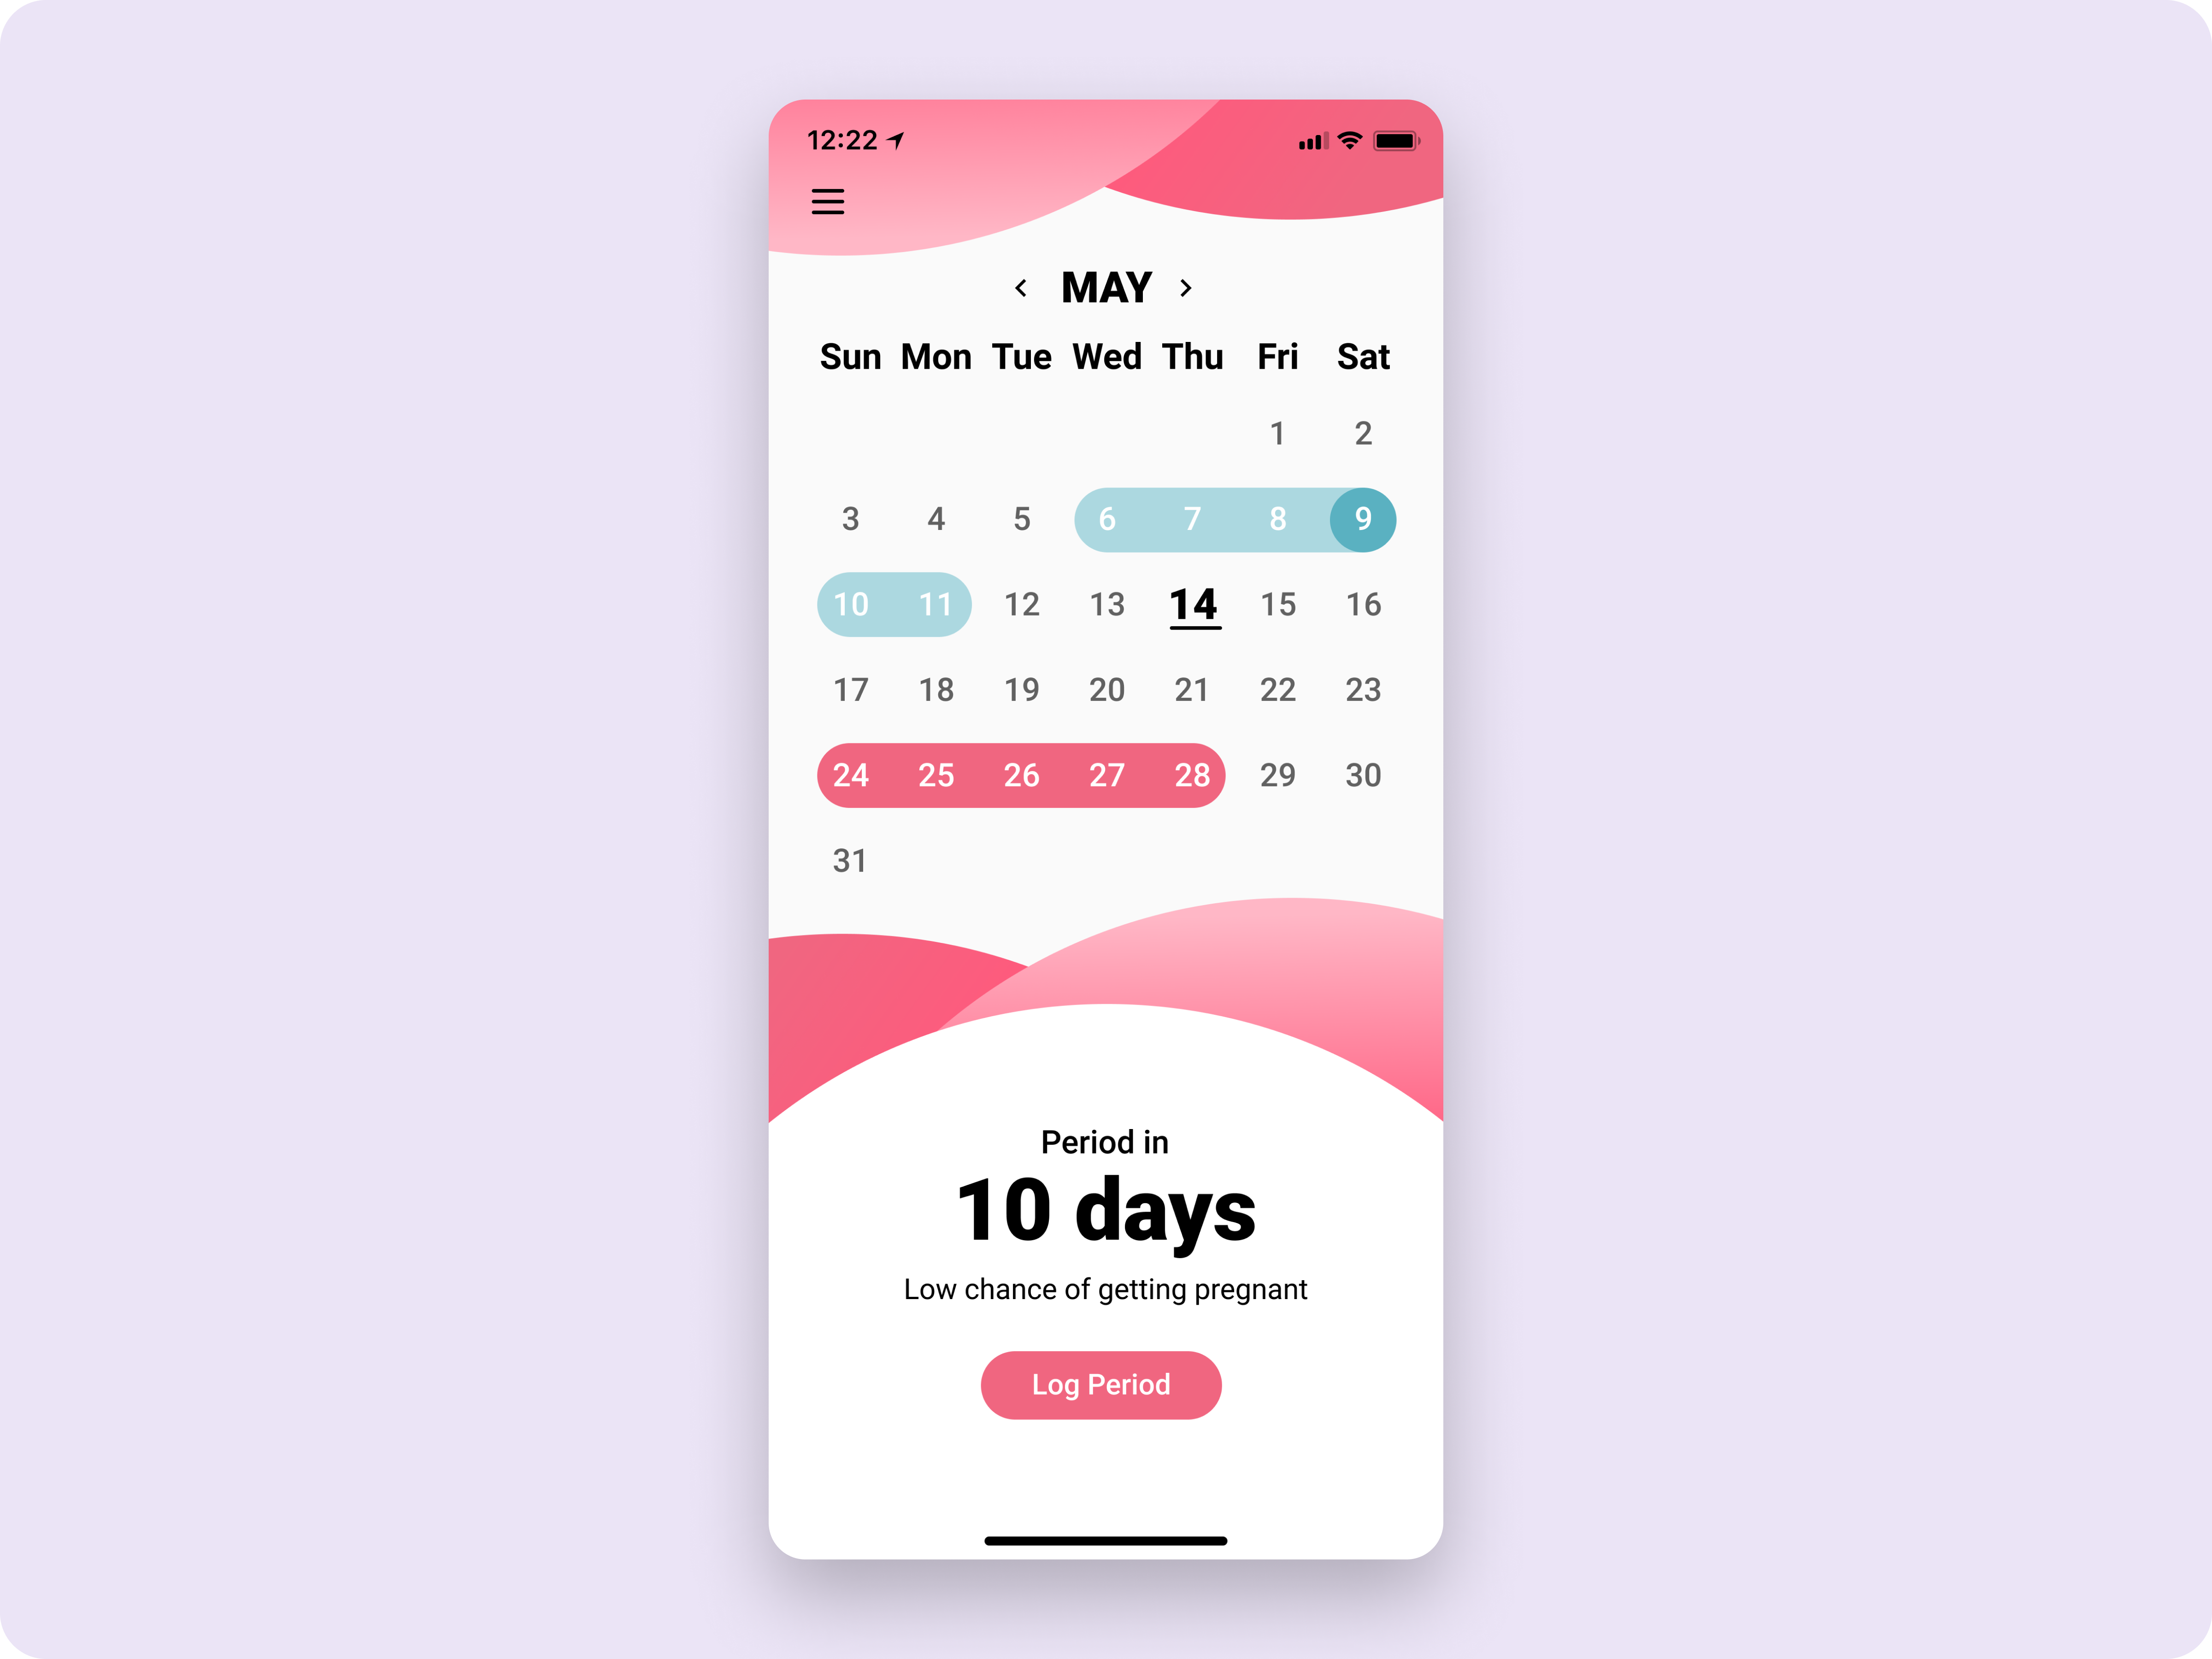 12:22
MAY
Sun Mon Tue Wed Thu Fri Sat
1 2
3 4 5 6 7 8 9
10 11 12 13 14 15 16
17 18 19 20 21 22 23
24 25 26 27 28 29 30
31
Period in
10 days
Low chance of getting pregnant
Log Period